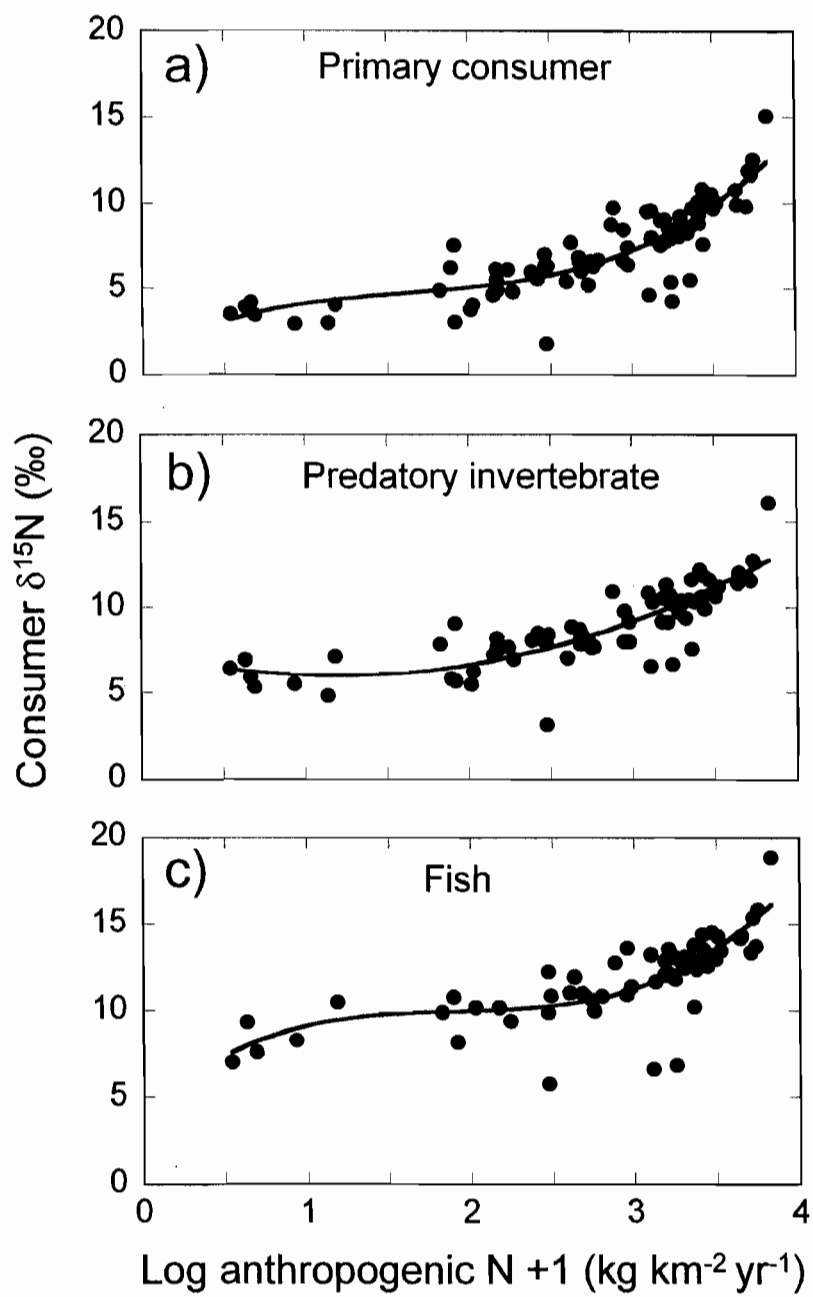 20
a)
Primary consumer
15
10
5
0
Consumer δ¹⁵N (‰)
20
b)
Predatory invertebrate
15
10
5
0
20
c)
Fish
15
10
5
0
0 1 2 3 4
Log anthropogenic N +1 (kg km⁻² yr⁻¹)